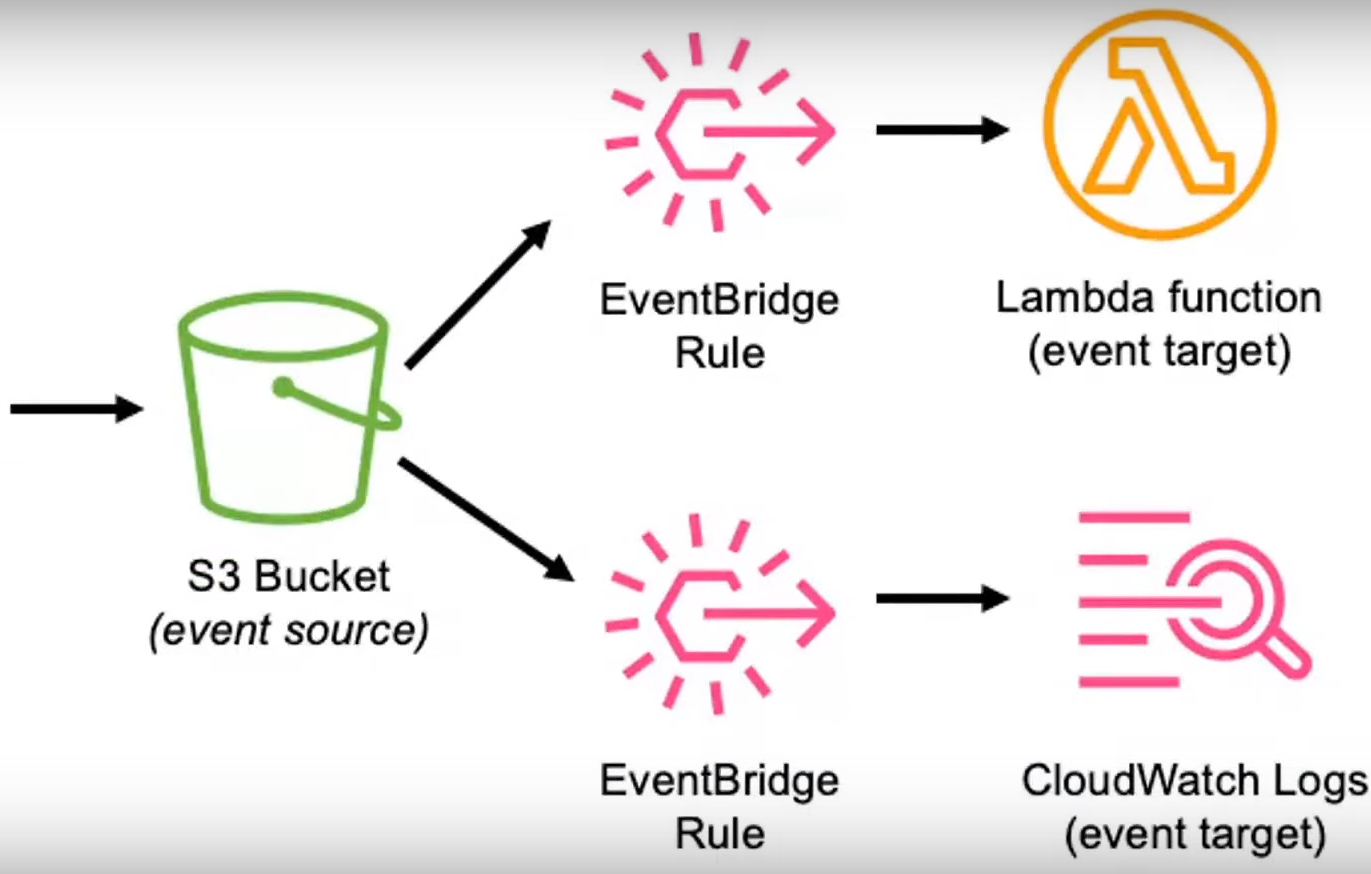 EventBridge
Rule
Lambda function
(event target)
S3 Bucket
(event source)
EventBridge
Rule
CloudWatch Logs
(event target)